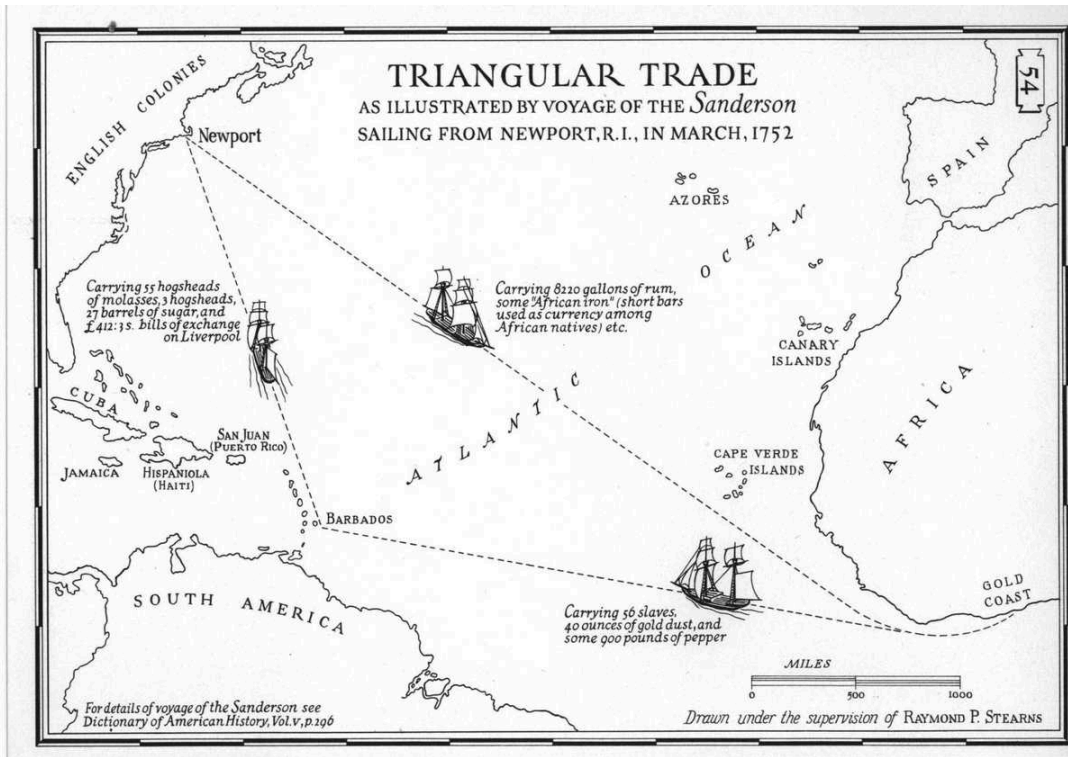 TRIANGULAR TRADE
AS ILLUSTRATED BY VOYAGE OF THE Sanderson
SAILING FROM NEWPORT, R.I., IN MARCH, 1752
54
ENGLISH COLONIES
Newport
SPAIN
AZORES
OCEAN
Carrying 55 hogsheads
of molasses, 3 hogsheads,
27 barrels of sugar, and
£412:3s. bills of exchange
on Liverpool
Carrying 8220 gallons of rum,
some "African iron" (short bars
used as currency among
African natives) etc.
CANARY
ISLANDS
ATLANTIC
AFRICA
CUBA
SAN JUAN
(PUERTO RICO)
JAMAICA
HISPANIOLA
(HAITI)
CAPE VERDE
ISLANDS
BARBADOS
SOUTH AMERICA
GOLD
COAST
Carrying 56 slaves,
40 ounces of gold dust, and
some 900 pounds of pepper
MILES
0 500 1000
For details of voyage of the Sanderson see
Dictionary of American History, Vol. V, p. 296
Drawn under the supervision of RAYMOND P. STEARNS